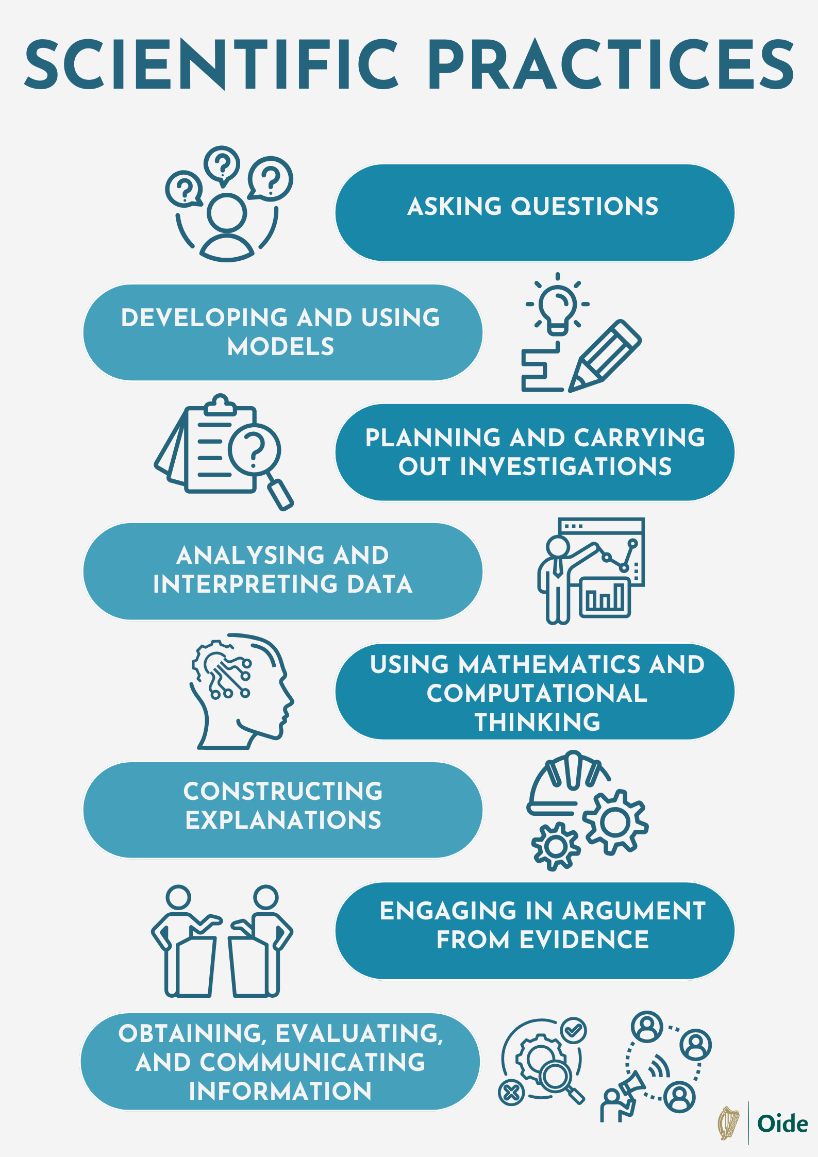 SCIENTIFIC PRACTICES
ASKING QUESTIONS
DEVELOPING AND USING
MODELS
PLANNING AND CARRYING
OUT INVESTIGATIONS
ANALYSING AND
INTERPRETING DATA
USING MATHEMATICS AND
COMPUTATIONAL
THINKING
CONSTRUCTING
EXPLANATIONS
ENGAGING IN ARGUMENT
FROM EVIDENCE
OBTAINING, EVALUATING,
AND COMMUNICATING
INFORMATION
Oide